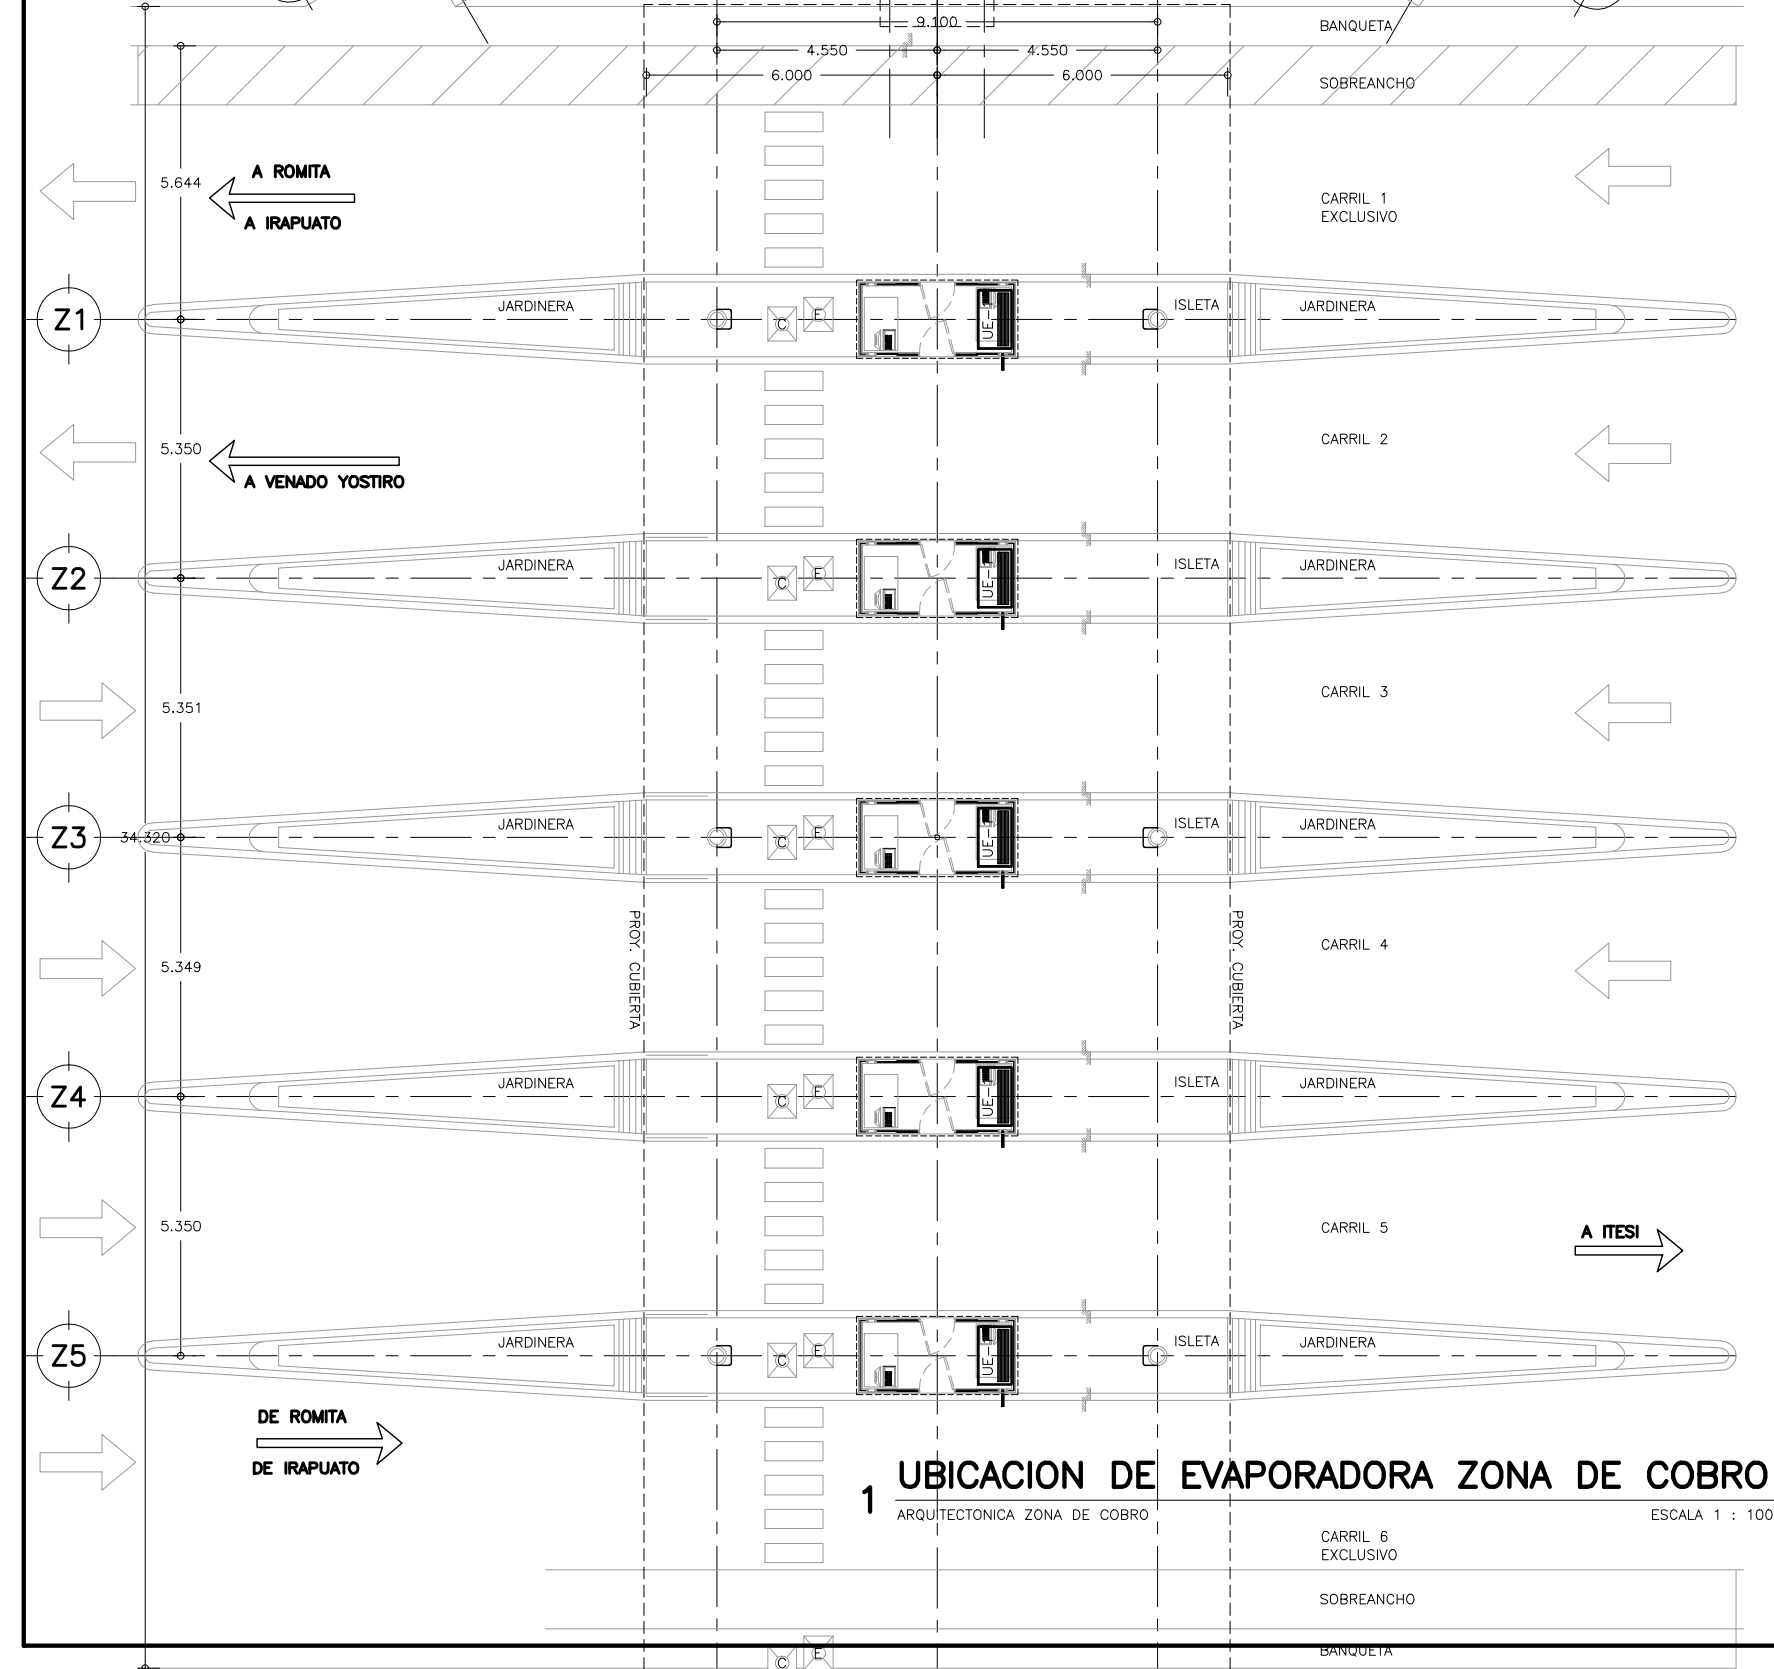 BANQUETA
9.100
4.550
4.550
6.000
6.000
SOBREANCHO
5.644
A ROMITA
A IRAPUATO
CARRIL 1
EXCLUSIVO
Z1
JARDINERA
C
E
UE-
ISLETA
JARDINERA
5.350
A VENADO YOSTIRO
CARRIL 2
Z2
JARDINERA
C
E
UE-
ISLETA
JARDINERA
5.351
CARRIL 3
Z3
34.320
JARDINERA
C
E
UE-
ISLETA
JARDINERA
5.349
PROY. CUBIERTA
PROY. CUBIERTA
CARRIL 4
Z4
JARDINERA
C
E
UE-
ISLETA
JARDINERA
5.350
CARRIL 5
A ITESI
Z5
JARDINERA
C
E
UE-
ISLETA
JARDINERA
DE ROMITA
DE IRAPUATO
1
UBICACION DE EVAPORADORA ZONA DE COBRO
ARQUITECTONICA ZONA DE COBRO
ESCALA 1 : 100
CARRIL 6
EXCLUSIVO
SOBREANCHO
BANQUETA
C
E